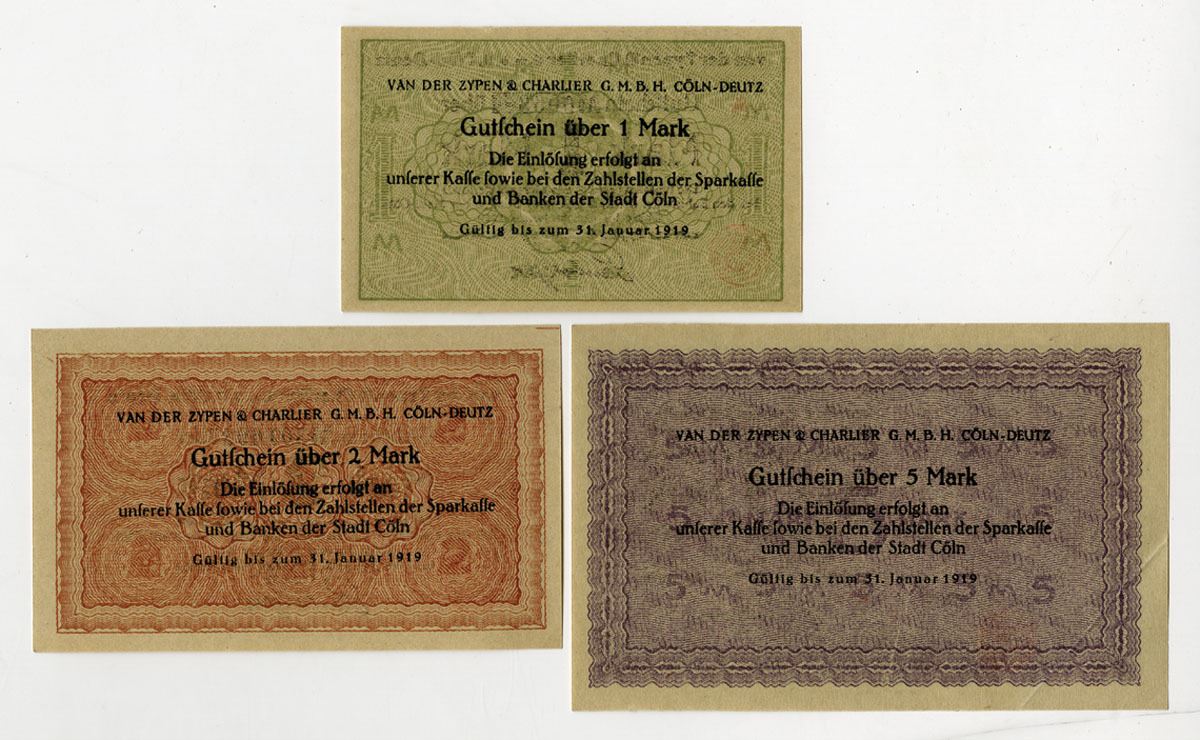 VAN DER ZYPEN & CHARLIER G. M. B. H. CÖLN-DEUTZ
Gutſchein über 1 Mark
Die Einlöſung erfolgt an
unſerer Kaſſe ſowie bei den Zahlstellen der Sparkaſſe
und Banken der Stadt Cöln
Gültig bis zum 31. Januar 1919
VAN DER ZYPEN & CHARLIER G. M. B. H. CÖLN-DEUTZ
Gutſchein über 2 Mark
Die Einlöſung erfolgt an
unſerer Kaſſe ſowie bei den Zahlstellen der Sparkaſſe
und Banken der Stadt Cöln
Gültig bis zum 31. Januar 1919
VAN DER ZYPEN & CHARLIER G. M. B. H. CÖLN-DEUTZ
Gutſchein über 5 Mark
Die Einlöſung erfolgt an
unſerer Kaſſe ſowie bei den Zahlstellen der Sparkaſſe
und Banken der Stadt Cöln
Gültig bis zum 31. Januar 1919
5 M 5 M 5 M 5